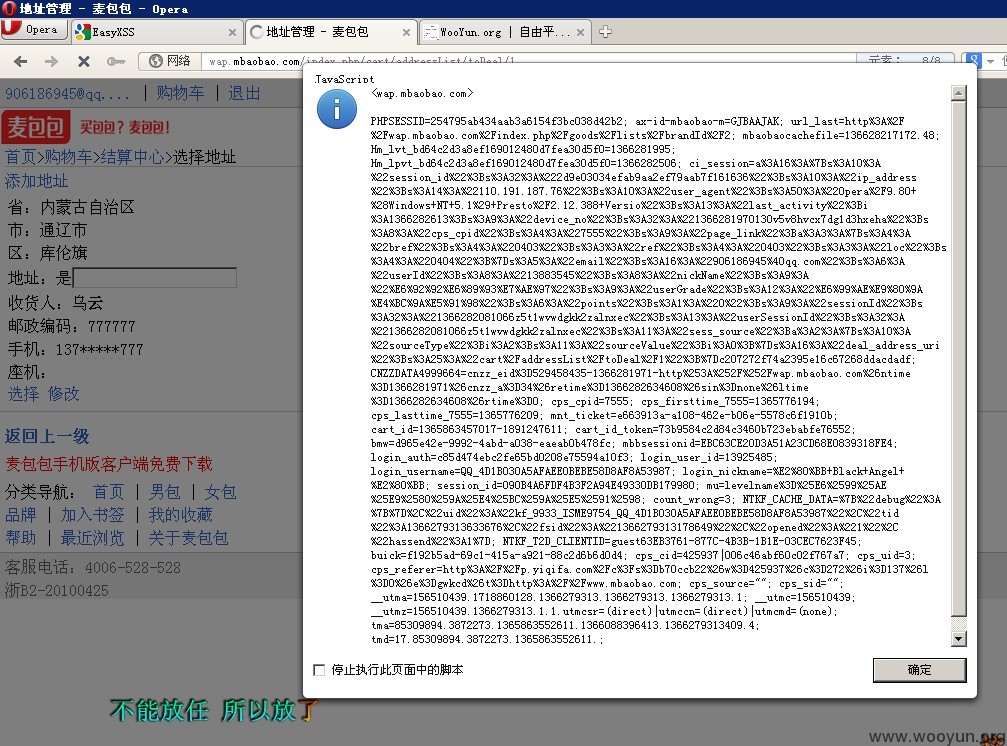 地址管理 - 麦包包 - Opera
Opera
EasyXSS
地址管理 - 麦包包
WooYun.org | 自由平...
网络
wap.mbaobao.com/index.php/cart/addressList/toDeal/1
元素: 8/8
906186945@qq.... | 购物车 | 退出
麦包包
买包包?麦包包!
首页>购物车>结算中心>选择地址
添加地址
省: 内蒙古自治区
市: 通辽市
区: 库伦旗
地址: 是
收货人: 乌云
邮政编码: 777777
手机: 137*****777
座机:
选择 修改
返回上一级
麦包包手机版客户端免费下载
分类导航: 首页 | 男包 | 女包
品牌 | 加入书签 | 我的收藏
帮助 | 最近浏览 | 关于麦包包
客服电话: 4006-528-528
浙B2-20100425
JavaScript
<wap.mbaobao.com>
PHPSESSID=254795ab434aab3a6154f3bc038d42b2; ax-id-mbaobao-m=GJBAAJAK; url_last=http%3A%2F
%2Fwap.mbaobao.com%2Findex.php%2Fgoods%2Flists%2FbrandId%2F2; mbaobaocachefile=136628217172.48;
Hm_lvt_bd64c2d3a8ef169012480d7fea30d5f0=1366281995;
Hm_lpvt_bd64c2d3a8ef169012480d7fea30d5f0=1366282506; ci_session=a%3A16%3A%7Bs%3A10%3A
%22session_id%22%3Bs%3A32%3A%222d9e03034efab9aa2ef79aab7f161636%22%3Bs%3A10%3A%22ip_address
%22%3Bs%3A14%3A%22110.191.187.76%22%3Bs%3A10%3A%22user_agent%22%3Bs%3A50%3A%22Opera%2F9.80+
%28Windows+NT+5.1%29+Presto%2F2.12.388+Versio%22%3Bs%3A13%3A%22last_activity%22%3Bi
%3A1366282613%3Bs%3A9%3A%22device_no%22%3Bs%3A32%3A%221366281970130v5v8hvcx7dg1d3hxeha%22%3Bs
%3A8%3A%22cps_cpid%22%3Bs%3A4%3A%227555%22%3Bs%3A9%3A%22page_link%22%3Ba%3A3%3A%7Bs%3A4%3A
%22bref%22%3Bs%3A4%3A%220403%22%3Bs%3A3%3A%22ref%22%3Bs%3A4%3A%220403%22%3Bs%3A3%3A%22loc%22%3Bs
%3A4%3A%220404%22%3B%7Ds%3A5%3A%22email%22%3Bs%3A16%3A%22906186945%40qq.com%22%3Bs%3A6%3A
%22userId%22%3Bs%3A8%3A%2213883545%22%3Bs%3A8%3A%22nickName%22%3Bs%3A9%3A
%22%E6%92%92%E6%89%93%E7%AE%97%22%3Bs%3A9%3A%22userGrade%22%3Bs%3A12%3A%22%E6%99%AE%E9%80%9A
%E4%BC%9A%E5%91%98%22%3Bs%3A6%3A%22points%22%3Bs%3A1%3A%220%22%3Bs%3A9%3A%22sessionId%22%3Bs
%3A32%3A%221366282081066z5t1wvwdgkk2zalnxec%22%3Bs%3A13%3A%22userSessionId%22%3Bs%3A32%3A
%221366282081066z5t1wvwdgkk2zalnxec%22%3Bs%3A11%3A%22sess_source%22%3Ba%3A2%3A%7Bs%3A10%3A
%22sourceType%22%3Bi%3A2%3Bs%3A11%3A%22sourceValue%22%3Bi%3A0%3B%7Ds%3A16%3A%22deal_address_uri
%22%3Bs%3A25%3A%22cart%2FaddressList%2FtoDeal%2F1%22%3B%7Dc207272f74a2395e16c67268ddacdadf;
CNZZDATA4999664=cnzz_eid%3D529458435-1366281971-http%253A%252F%252Fwap.mbaobao.com%26ntime
%3D1366281971%26cnzz_a%3D34%26retime%3D1366282634608%26sin%3Dnone%26ltime
%3D1366282634608%26rtime%3D0; cps_cpid=7555; cps_firsttime_7555=1365776194;
cps_lasttime_7555=1365776209; mnt_ticket=e663913a-a108-462e-b06e-5578c6f1910b;
cart_id=1365863457017-1891247611; cart_id_token=73b9584c2d84c3460b723ebabfe76552;
bmw=d965e42e-9992-4abd-a038-eaeab0b478fc; mbbsessionid=EBC63CE20D3A51A23CD68E0839318FE4;
login_auth=c85d474ebc2fe65bd0208e75594a10f3; login_user_id=13925485;
login_username=QQ_4D1B030A5AFAEE0BEBE58D8AF8A53987; login_nickname=%E2%80%BB+Black+Angel+
%E2%80%BB; session_id=090B4A6FDF4B3F2A94E49330DB179980; mu=levelname%3D%25E6%2599%25AE
%25E9%2580%259A%25E4%25BC%259A%25E5%2591%2598; count_wrong=3; NTKF_CACHE_DATA=%7B%22debug%22%3A
%7B%7D%2C%22uid%22%3A%22kf_9933_ISME9754_QQ_4D1B030A5AFAEE0BEBE58D8AF8A53987%22%2C%22tid
%22%3A1366279313633676%2C%22fsid%2C%3A%221366279313178649%22%2C%22opened%22%3A%221%22%2C
%22hassend%22%3A1%7D; NTKF_T2D_CLIENTID=guest63EB3761-877C-4B3B-1B1E-03CEC7623F45;
buick=f192b5ad-69c1-415a-a921-88c2d6b6d0d4; cps_cid=425937|006c46abf60c02f767a7; cps_uid=3;
cps_referer=http%3A%2F%2Fp.yiqifa.com%2Fc%3Fs%3Db70ccb22%26w%3D425937%26c%3D272%26i%3D137%26l
%3D0%26e%3Dgwkcd%26t%3Dhttp%3A%2F%2Fwww.mbaobao.com; cps_source=""; cps_sid="";
__utma=156510439.1718860128.1366279313.1366279313.1366279313.1; __utmc=156510439;
__utmz=156510439.1366279313.1.1.utmcsr=(direct)|utmccn=(direct)|utmcmd=(none);
tma=85309894.3872273.1365863552611.1366088396413.1366279313409.4;
tmd=17.85309894.3872273.1365863552611.;
停止执行此页面中的脚本
确定
不能放任 所以放了
www.wooyun.org